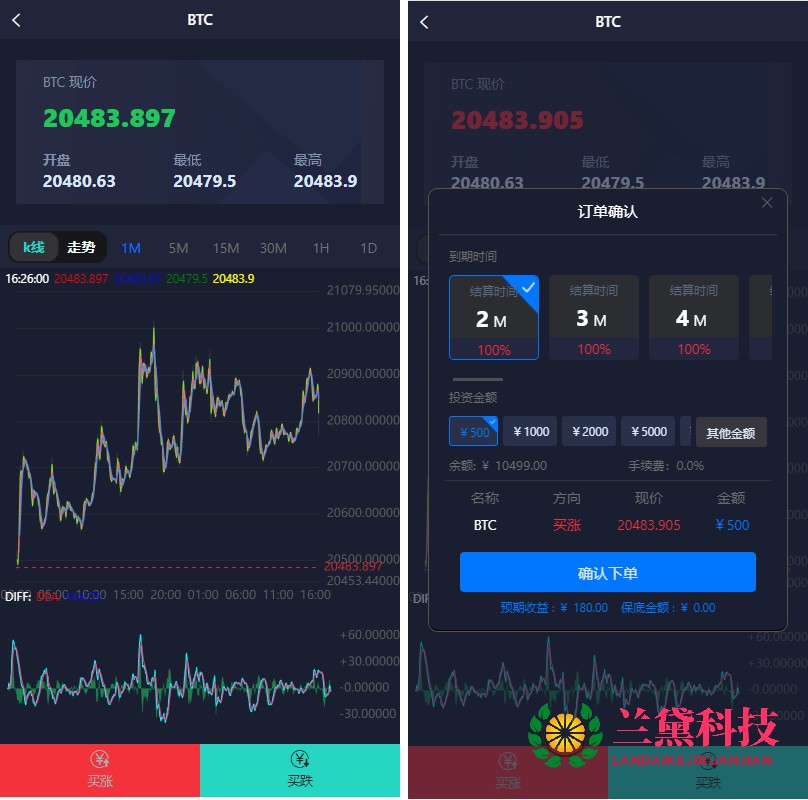 BTC
BTC 现价
20483.897
开盘 最低 最高
20480.63 20479.5 20483.9
k线 走势 1M 5M 15M 30M 1H 1D
16:26:00 20483.897 20479.5 20483.9
21079.95000
21000.00000
20900.00000
20800.00000
20700.00000
20600.00000
20500.00000
20483.897
20453.44000
DIFF:
15:00 20:00 01:00 06:00 11:00 16:00
+60.00000
+30.00000
-0.00000
-30.00000
买涨 买跌
BTC
BTC 现价
20483.905
开盘 最低 最高
20480.63 20479.5 20483.9
订单确认
到期时间
结算时间 结算时间 结算时间
2 M 3 M 4 M
100% 100% 100%
投资金额
￥500 ￥1000 ￥2000 ￥5000 其他金额
余额: ￥ 10499.00 手续费: 0.0%
名称 方向 现价 金额
BTC 买涨 20483.905 ￥500
确认下单
预期收益 : ￥ 180.00 保底金额 : ￥ 0.00
+60.00000
+30.00000
-0.00000
兰黛科技
LANDAIKEJIYUANJIAN
买涨 买跌